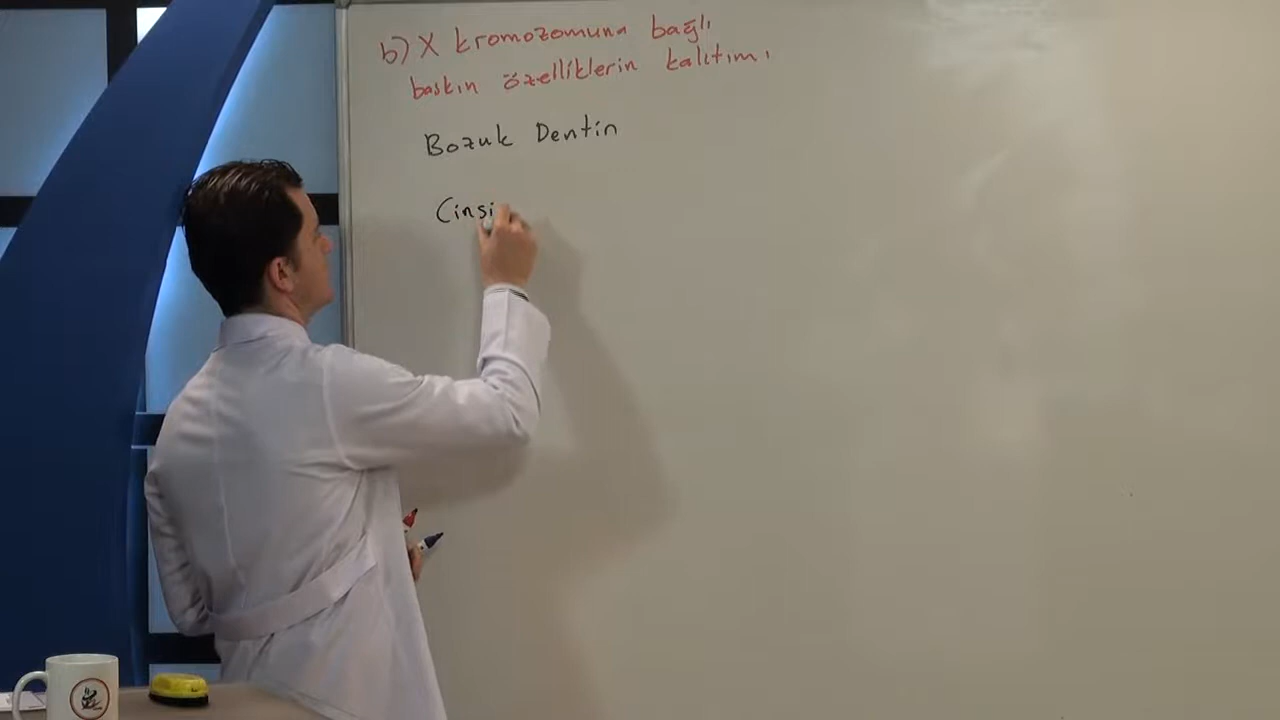 b) X kromozomuna bağlı
baskın özelliklerin kalıtımı
Bozuk Dentin
Cinsi